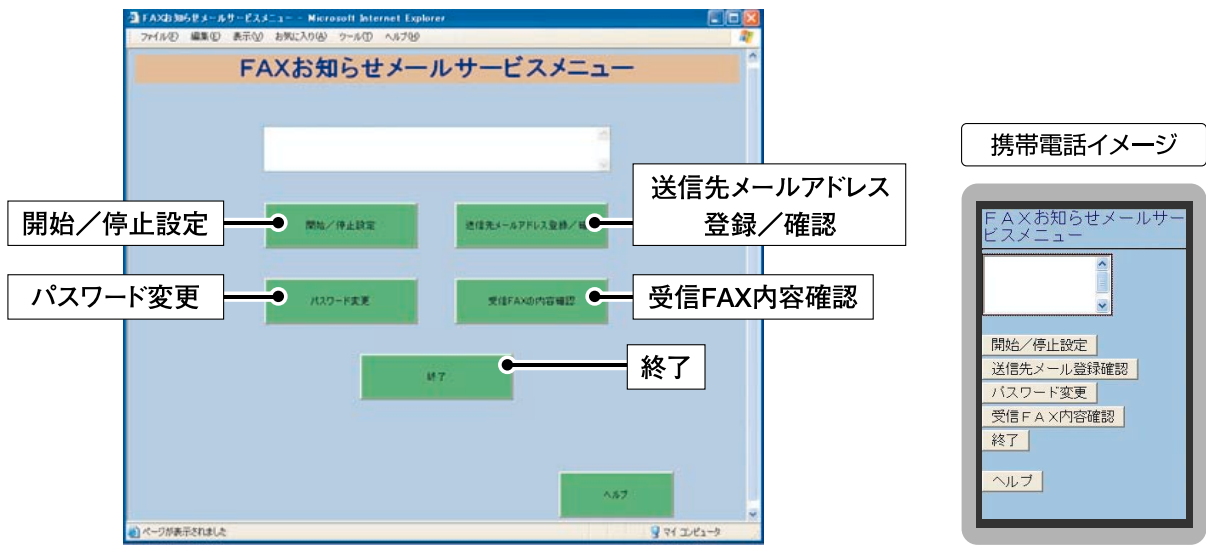 FAXお知らせメールサービスメニュー - Microsoft Internet Explorer
ファイル(F) 編集(E) 表示(V) お気に入り(A) ツール(T) ヘルプ(H)
FAXお知らせメールサービスメニュー
開始／停止設定
送信先メールアドレス登録／確
パスワード変更
受信FAXの内容確認
終了
ヘルプ
ページが表示されました
マイ コンピュータ
開始／停止設定
送信先メールアドレス
登録／確認
パスワード変更
受信FAX内容確認
終了
携帯電話イメージ
ＦＡＸお知らせメールサー
ビスメニュー
開始／停止設定
送信先メール登録確認
パスワード変更
受信ＦＡＸ内容確認
終了
ヘルプ